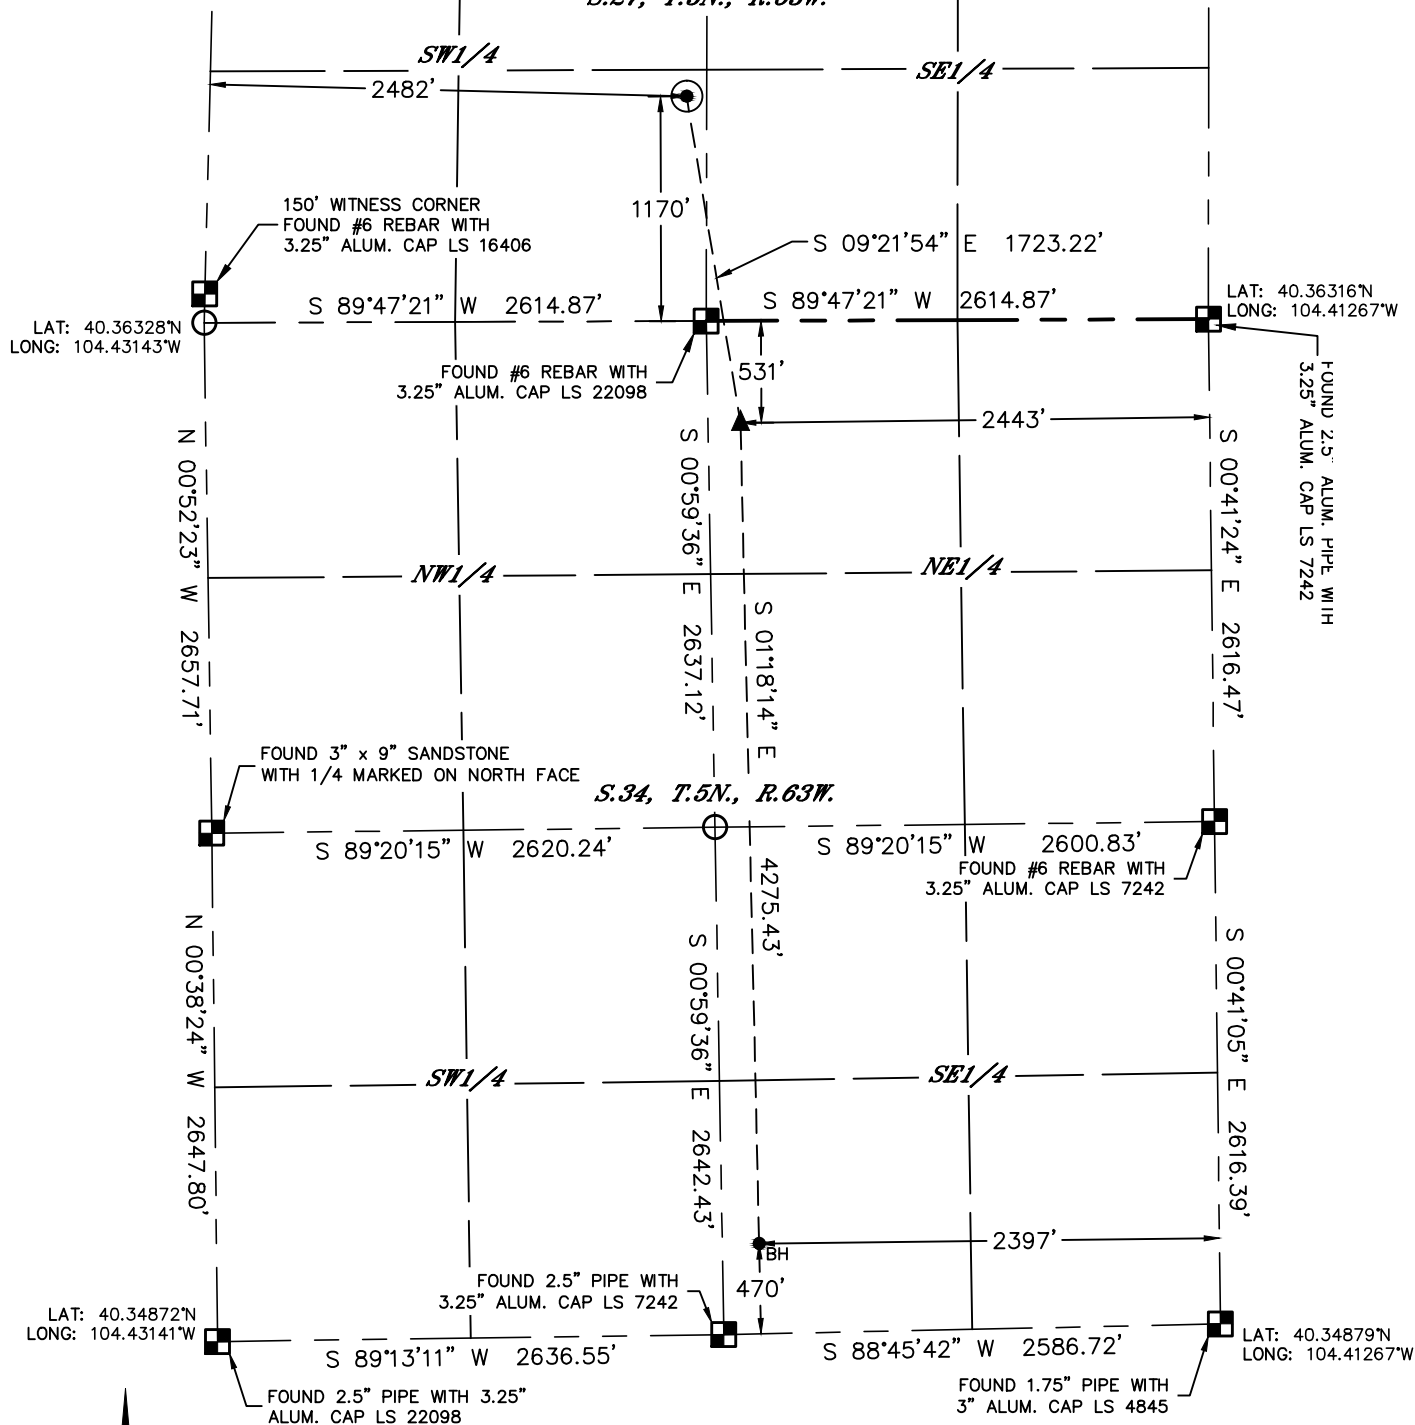 S.27, T.5N., R.63W.
SW1/4
SE1/4
2482'
150' WITNESS CORNER
FOUND #6 REBAR WITH
3.25" ALUM. CAP LS 16406
1170'
S 09°21'54" E 1723.22'
S 89°47'21" W 2614.87'
S 89°47'21" W 2614.87'
LAT: 40.36316°N
LONG: 104.41267°W
LAT: 40.36328°N
LONG: 104.43143°W
FOUND #6 REBAR WITH
3.25" ALUM. CAP LS 22098
531'
FOUND 2.5" ALUM. PIPE WITH
3.25" ALUM. CAP LS 7242
2443'
N 00°52'23" W 2657.71'
S 00°59'36" E 2637.12'
S 00°41'24" E 2616.47'
NW1/4
NE1/4
S 01°18'14" E
4275.43'
FOUND 3" x 9" SANDSTONE
WITH 1/4 MARKED ON NORTH FACE
S.34, T.5N., R.63W.
S 89°20'15" W 2620.24'
S 89°20'15" W 2600.83'
FOUND #6 REBAR WITH
3.25" ALUM. CAP LS 7242
N 00°38'24" W 2647.80'
S 00°59'36" E 2642.43'
S 00°41'05" E 2616.39'
SW1/4
SE1/4
2397'
BH
470'
FOUND 2.5" PIPE WITH
3.25" ALUM. CAP LS 7242
LAT: 40.34872°N
LONG: 104.43141°W
S 89°13'11" W 2636.55'
S 88°45'42" W 2586.72'
LAT: 40.34879°N
LONG: 104.41267°W
FOUND 2.5" PIPE WITH 3.25"
ALUM. CAP LS 22098
FOUND 1.75" PIPE WITH
3" ALUM. CAP LS 4845